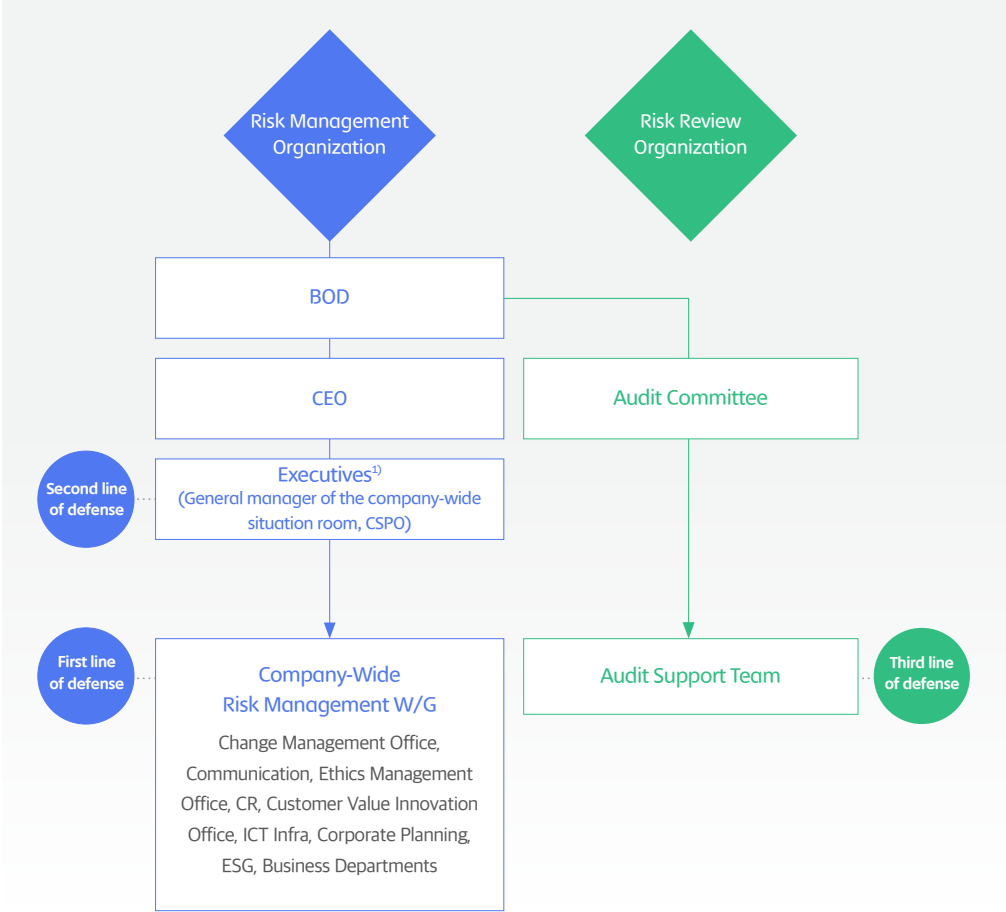 Risk Management
Organization
Risk Review
Organization
BOD
CEO
Audit Committee
Second line
of defense
Executives¹⁾
(General manager of the company-wide
situation room, CSPO)
First line
of defense
Company-Wide
Risk Management W/G
Change Management Office,
Communication, Ethics Management
Office, CR, Customer Value Innovation
Office, ICT Infra, Corporate Planning,
ESG, Business Departments
Audit Support Team
Third line
of defense